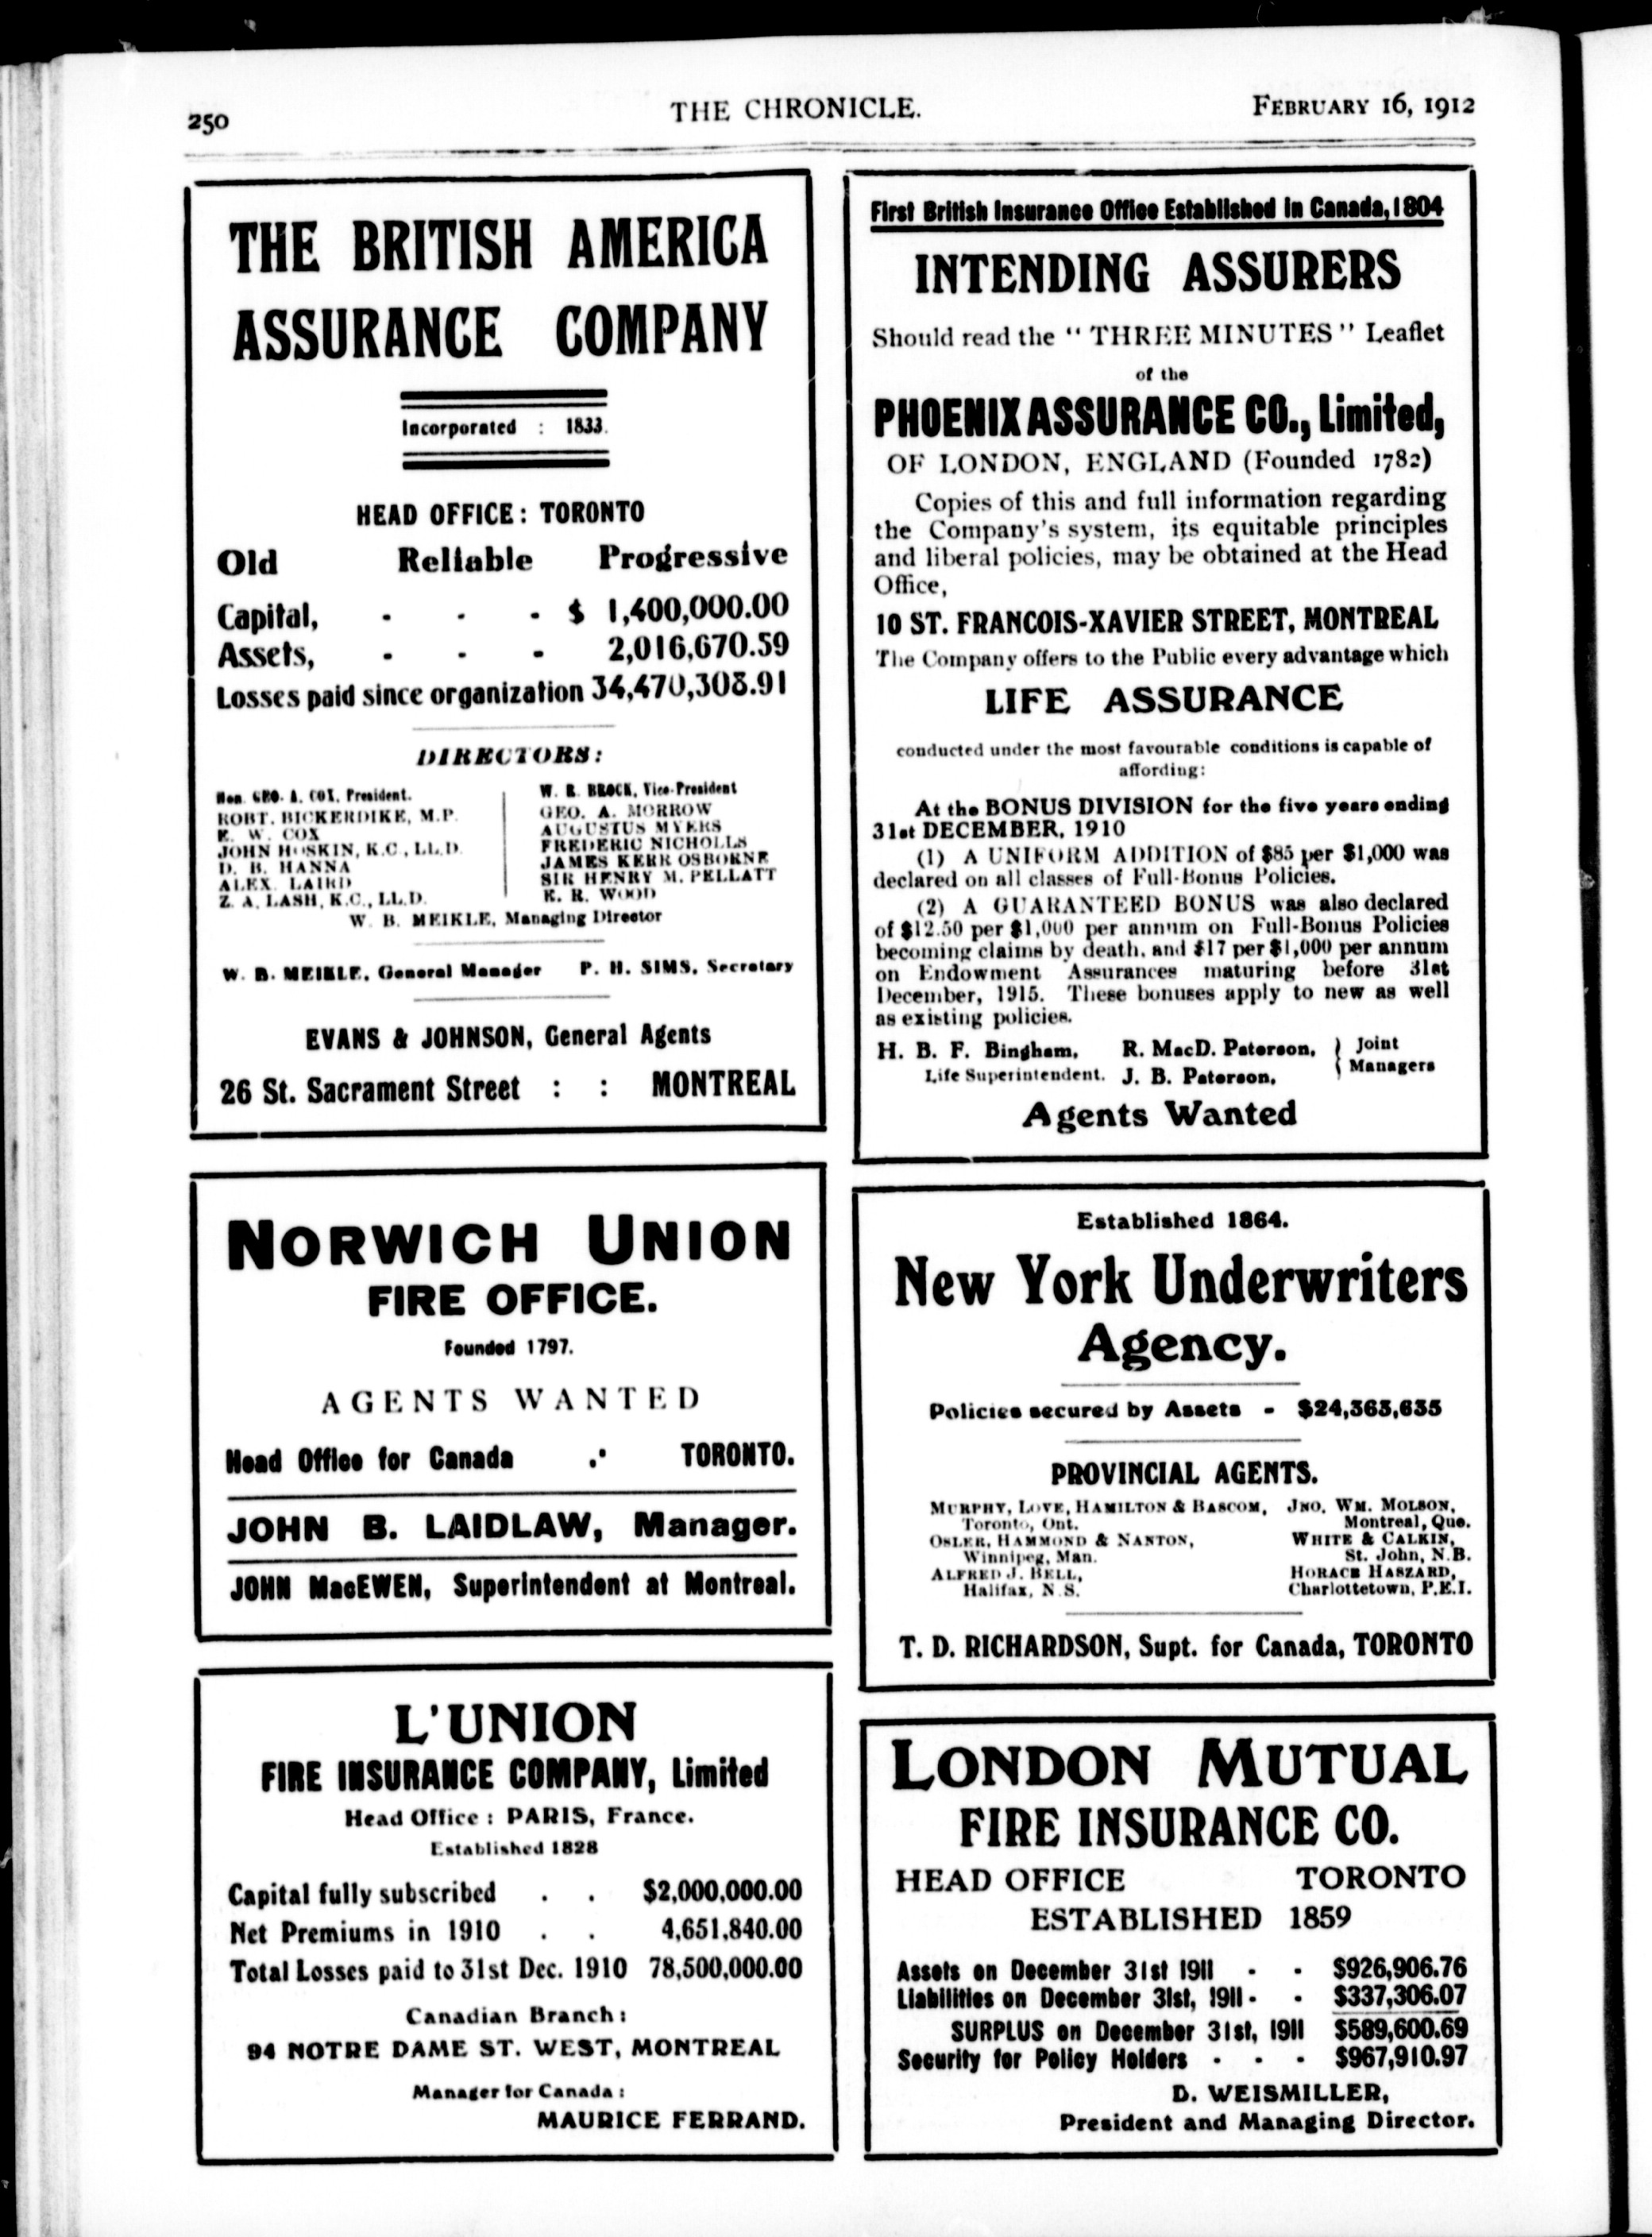 250
THE CHRONICLE.
FEBRUARY 16, 1912
THE BRITISH AMERICA
ASSURANCE COMPANY
Incorporated : 1833.
HEAD OFFICE: TORONTO
Old Reliable Progressive
Capital, - - - $ 1,400,000.00
Assets, - - - 2,016,670.59
Losses paid since organization 34,470,308.91
DIRECTORS:
Hon. GEO. A. COX, President.
ROBT. BICKERDIKE, M.P.
E. W. COX
JOHN HOSKIN, K.C., LL.D.
D. B. HANNA
ALEX. LAIRD
Z. A. LASH, K.C., LL.D.
W. R. BROCK, Vice-President
GEO. A. MORROW
AUGUSTUS MYERS
FREDERIC NICHOLLS
JAMES KERR OSBORNE
SIR HENRY M. PELLATT
E. R. WOOD
W. B. MEIKLE, Managing Director
W. B. MEIKLE, General Manager P. H. SIMS, Secretary
EVANS & JOHNSON, General Agents
26 St. Sacrament Street : : MONTREAL
NORWICH UNION
FIRE OFFICE.
Founded 1797.
AGENTS WANTED
Head Office for Canada .· TORONTO.
JOHN B. LAIDLAW, Manager.
JOHN MacEWEN, Superintendent at Montreal.
L'UNION
FIRE INSURANCE COMPANY, Limited
Head Office : PARIS, France.
Established 1828
Capital fully subscribed . . $2,000,000.00
Net Premiums in 1910 . . 4,651,840.00
Total Losses paid to 31st Dec. 1910 78,500,000.00
Canadian Branch :
94 NOTRE DAME ST. WEST, MONTREAL
Manager for Canada :
MAURICE FERRAND.
First British Insurance Office Established in Canada, 1804
INTENDING ASSURERS
Should read the " THREE MINUTES " Leaflet
of the
PHOENIX ASSURANCE CO., Limited,
OF LONDON, ENGLAND (Founded 1782)
Copies of this and full information regarding
the Company's system, its equitable principles
and liberal policies, may be obtained at the Head
Office,
10 ST. FRANCOIS-XAVIER STREET, MONTREAL
The Company offers to the Public every advantage which
LIFE ASSURANCE
conducted under the most favourable conditions is capable of
affording:
At the BONUS DIVISION for the five years ending
31st DECEMBER, 1910
(1) A UNIFORM ADDITION of $85 per $1,000 was
declared on all classes of Full-Bonus Policies.
(2) A GUARANTEED BONUS was also declared
of $12.50 per $1,000 per annum on Full-Bonus Policies
becoming claims by death, and $17 per $1,000 per annum
on Endowment Assurances maturing before 31st
December, 1915. These bonuses apply to new as well
as existing policies.
H. B. F. Bingham, R. MacD. Paterson, } Joint
Life Superintendent. J. B. Paterson, { Managers
Agents Wanted
Established 1864.
New York Underwriters
Agency.
Policies secured by Assets - $24,363,635
PROVINCIAL AGENTS.
MURPHY, LOVE, HAMILTON & BASCOM,
Toronto, Ont.
OSLER, HAMMOND & NANTON,
Winnipeg, Man.
ALFRED J. BELL,
Halifax, N.S.
JNO. WM. MOLSON,
Montreal, Que.
WHITE & CALKIN,
St. John, N.B.
HORACE HASZARD,
Charlottetown, P.E.I.
T. D. RICHARDSON, Supt. for Canada, TORONTO
LONDON MUTUAL
FIRE INSURANCE CO.
HEAD OFFICE TORONTO
ESTABLISHED 1859
Assets on December 31st 1911 - - $926,906.76
Liabilities on December 31st, 1911 - - $337,306.07
SURPLUS on December 31st, 1911 $589,600.69
Security for Policy Holders - - - $967,910.97
D. WEISMILLER,
President and Managing Director.